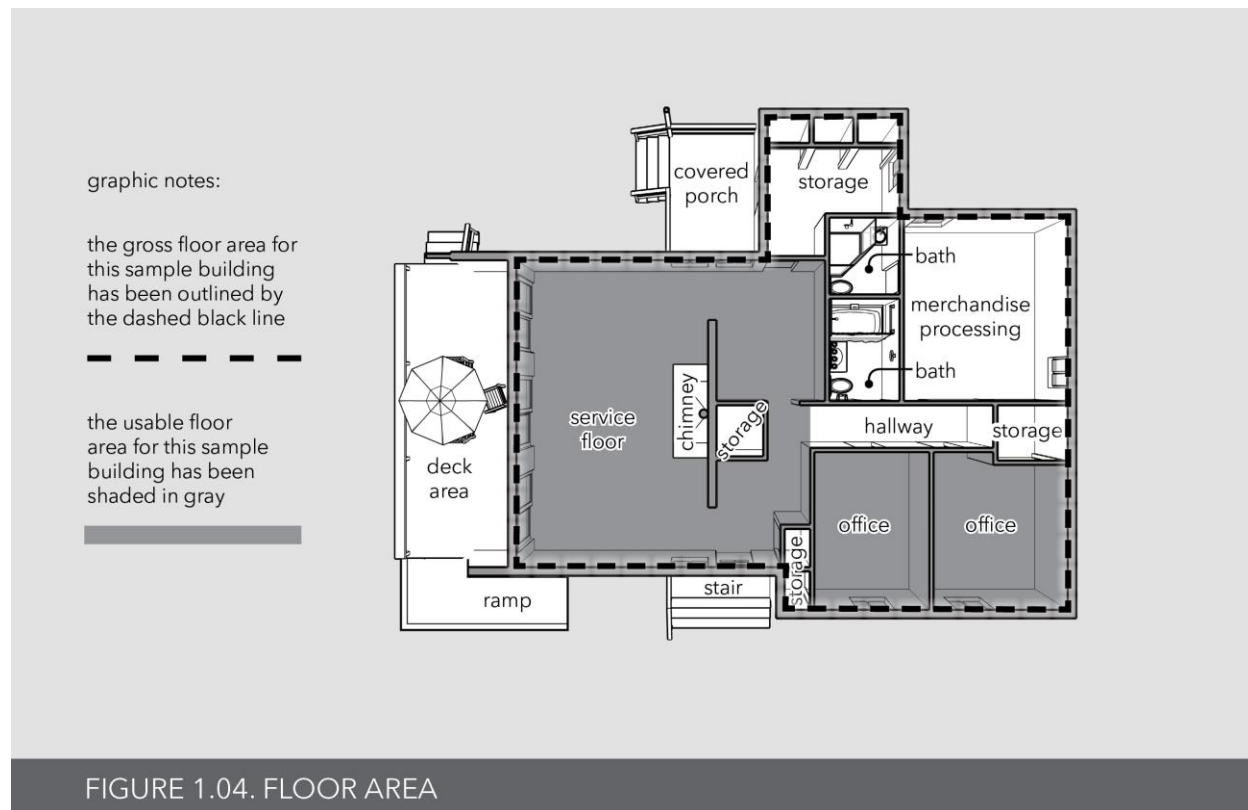 graphic notes:
the gross floor area for
this sample building
has been outlined by
the dashed black line
the usable floor
area for this sample
building has been
shaded in gray
covered
porch
storage
bath
merchandise
processing
bath
service
floor
chimney
storage
hallway
storage
deck
area
office
office
storage
stair
ramp
FIGURE 1.04. FLOOR AREA